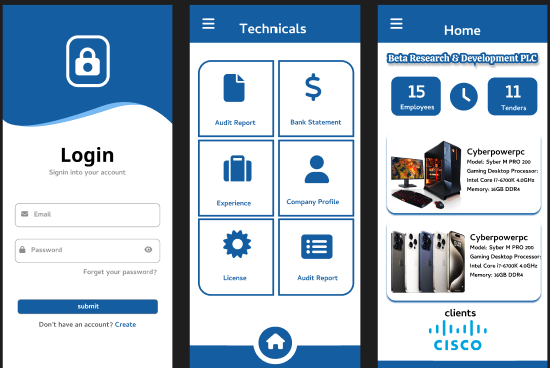 Login
Signin into your account
Email
Password
Forget your password?
submit
Don't have an account? Create
Technicals
Audit Report
Bank Statement
Experience
Company Profile
License
Audit Report
Home
Beta Research & Development PLC
15
Employees
11
Tenders
Cyberpowerpc
Model: Syber M PRO 200
Gaming Desktop Processor:
Intel Core i7-6700K 4.0GHz
Memory: 16GB DDR4
Cyberpowerpc
Model: Syber M PRO 200
Gaming Desktop Processor:
Intel Core i7-6700K 4.0GHz
Memory: 16GB DDR4
clients
CISCO